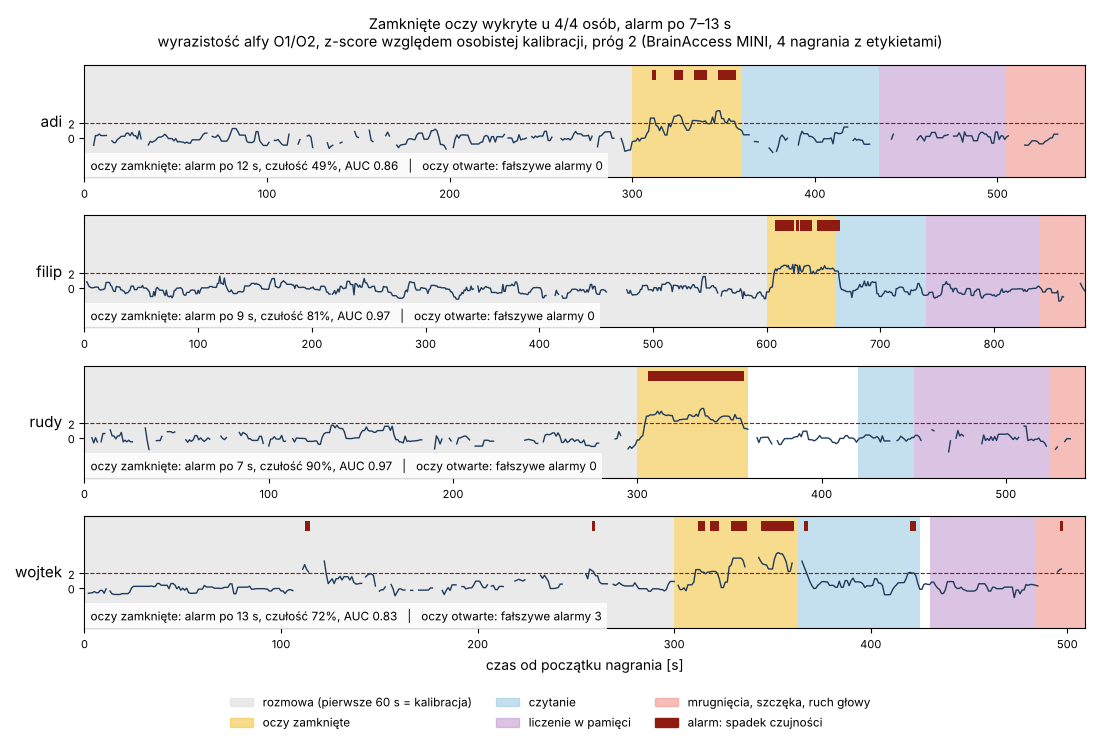 Zamknięte oczy wykryte u 4/4 osób, alarm po 7–13 s
wyrazistość alfy O1/O2, z-score względem osobistej kalibracji, próg 2 (BrainAccess MINI, 4 nagrania z etykietami)
adi
2
0
oczy zamknięte: alarm po 12 s, czułość 49%, AUC 0.86 | oczy otwarte: fałszywe alarmy 0
0 100 200 300 400 500
filip
2
0
oczy zamknięte: alarm po 9 s, czułość 81%, AUC 0.97 | oczy otwarte: fałszywe alarmy 0
0 100 200 300 400 500 600 700 800
rudy
2
0
oczy zamknięte: alarm po 7 s, czułość 90%, AUC 0.97 | oczy otwarte: fałszywe alarmy 0
0 100 200 300 400 500
wojtek
2
0
oczy zamknięte: alarm po 13 s, czułość 72%, AUC 0.83 | oczy otwarte: fałszywe alarmy 3
0 100 200 300 400 500
czas od początku nagrania [s]
rozmowa (pierwsze 60 s = kalibracja)
oczy zamknięte
czytanie
liczenie w pamięci
mrugnięcia, szczęka, ruch głowy
alarm: spadek czujności